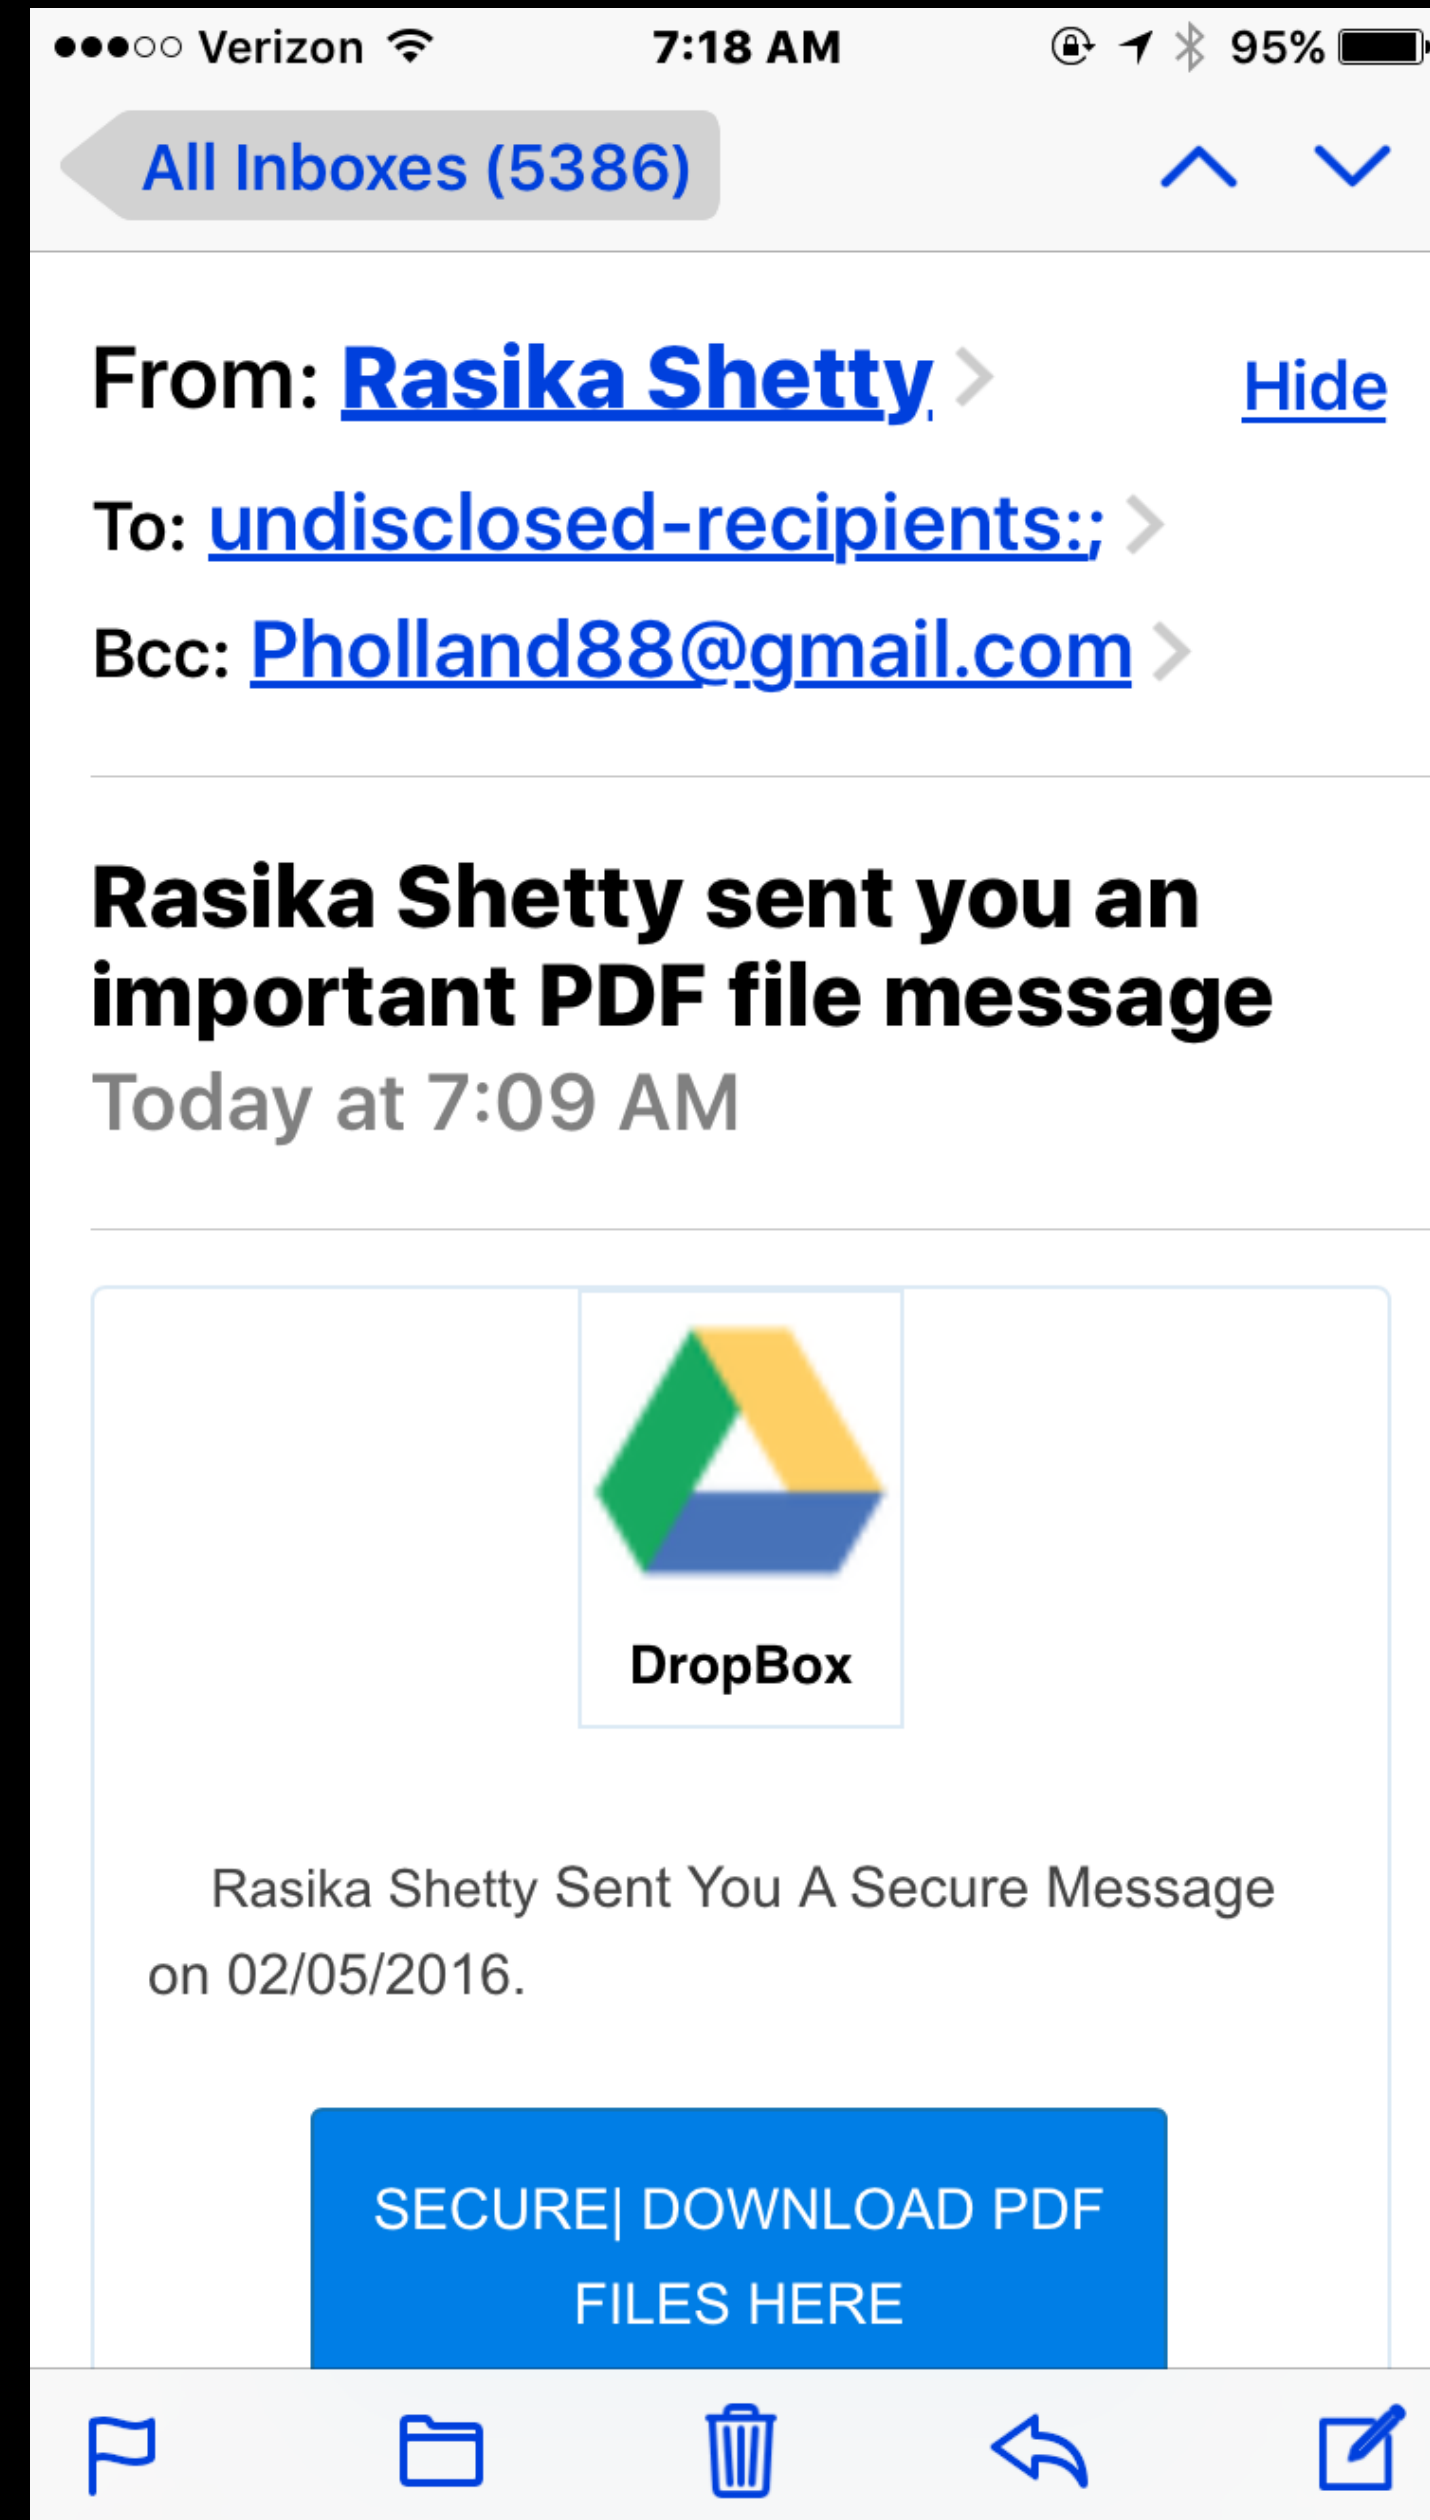 Verizon 7:18 AM 95%
All Inboxes (5386)
From: Rasika Shetty Hide
To: undisclosed-recipients:;
Bcc: Pholland88@gmail.com
Rasika Shetty sent you an
important PDF file message
Today at 7:09 AM
DropBox
Rasika Shetty Sent You A Secure Message
on 02/05/2016.
SECURE| DOWNLOAD PDF
FILES HERE